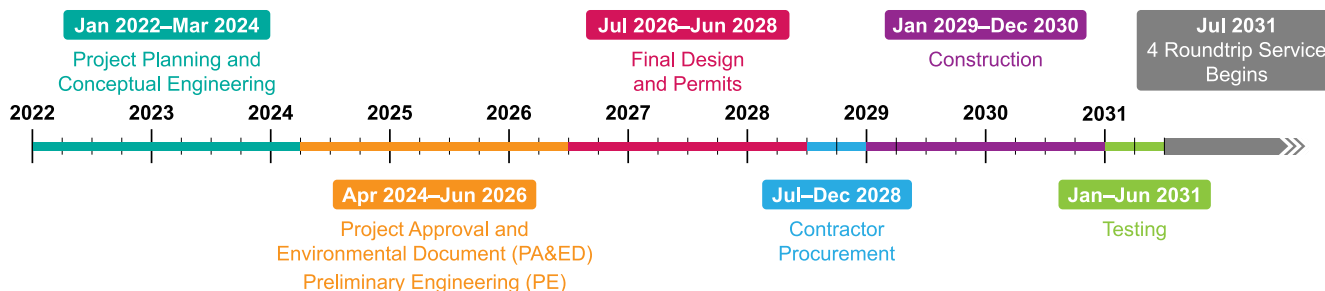 Jan 2022–Mar 2024
Project Planning and
Conceptual Engineering
Jul 2026–Jun 2028
Final Design
and Permits
Jan 2029–Dec 2030
Construction
Jul 2031
4 Roundtrip Service
Begins
2022 2023 2024 2025 2026 2027 2028 2029 2030 2031
Apr 2024–Jun 2026
Project Approval and
Environmental Document (PA&ED)
Preliminary Engineering (PE)
Jul–Dec 2028
Contractor
Procurement
Jan–Jun 2031
Testing